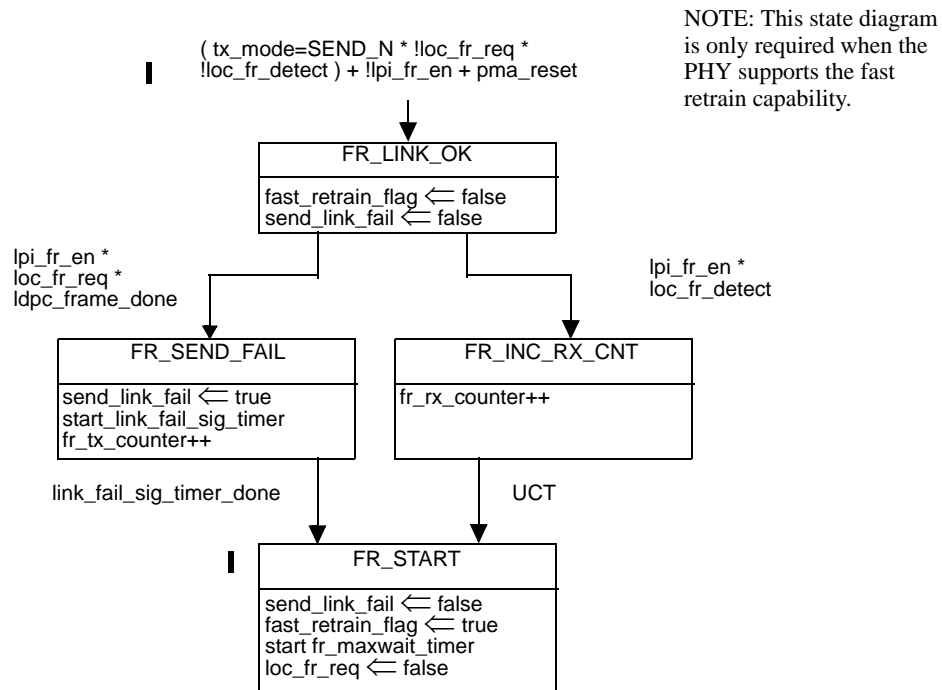 ( tx_mode=SEND_N * !loc_fr_req *
!loc_fr_detect ) + !lpi_fr_en + pma_reset
NOTE: This state diagram
is only required when the
PHY supports the fast
retrain capability.
FR_LINK_OK
fast_retrain_flag ⇐ false
send_link_fail ⇐ false
lpi_fr_en *
loc_fr_req *
ldpc_frame_done
lpi_fr_en *
loc_fr_detect
FR_SEND_FAIL
send_link_fail ⇐ true
start_link_fail_sig_timer
fr_tx_counter++
FR_INC_RX_CNT
fr_rx_counter++
link_fail_sig_timer_done
UCT
FR_START
send_link_fail ⇐ false
fast_retrain_flag ⇐ true
start fr_maxwait_timer
loc_fr_req ⇐ false